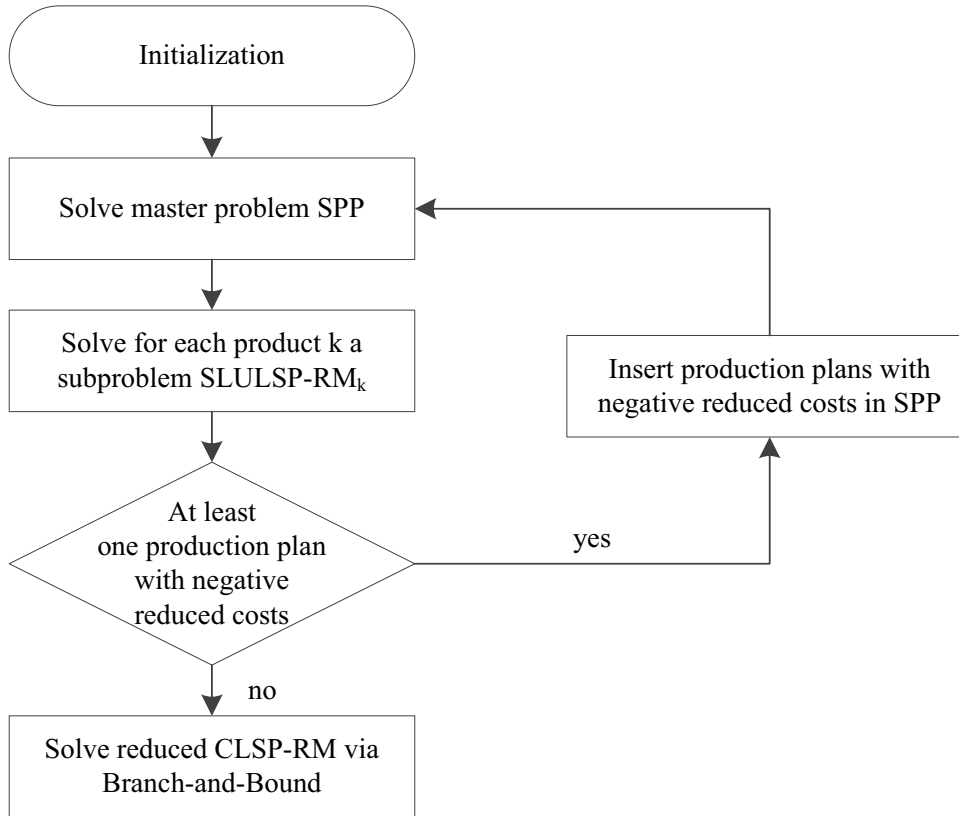 Initialization
Solve master problem SPP
Solve for each product k a
subproblem SLULSP-RMₖ
Insert production plans with
negative reduced costs in SPP
At least
one production plan
with negative
reduced costs
yes
no
Solve reduced CLSP-RM via
Branch-and-Bound